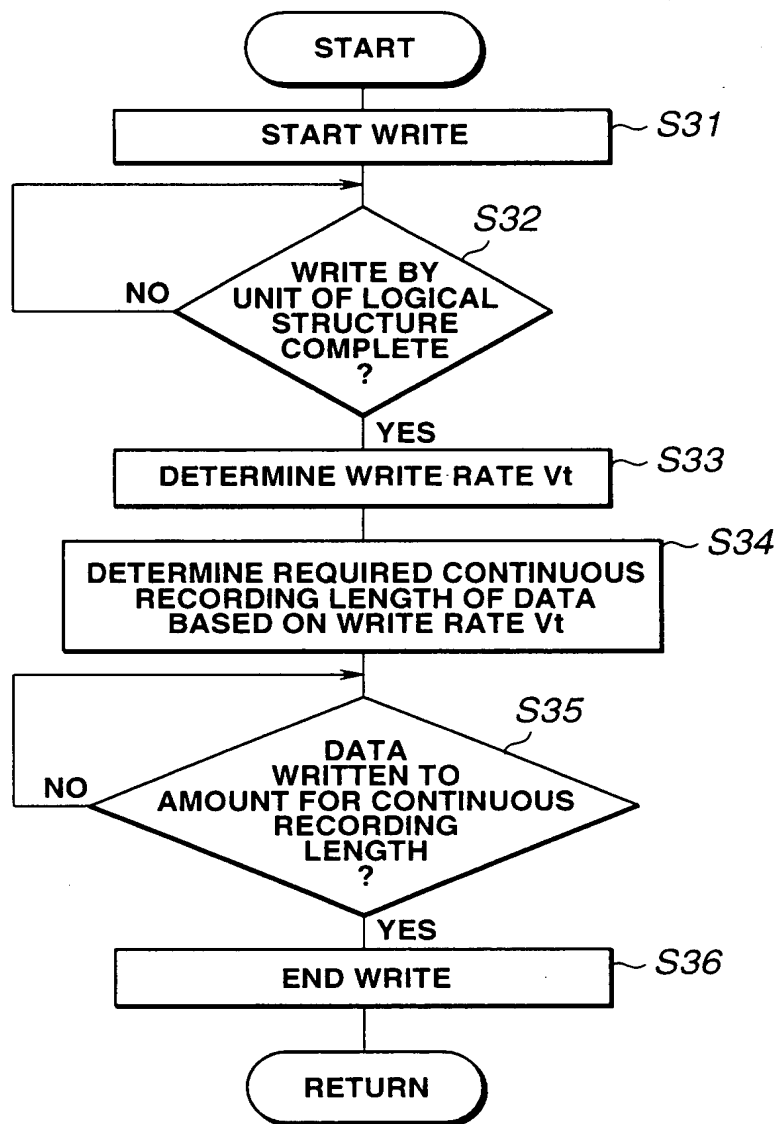 START
START WRITE
S31
S32
WRITE BY
UNIT OF LOGICAL
STRUCTURE
COMPLETE
?
NO
YES
DETERMINE WRITE RATE Vt
S33
S34
DETERMINE REQUIRED CONTINUOUS
RECORDING LENGTH OF DATA
BASED ON WRITE RATE Vt
S35
DATA
WRITTEN TO
AMOUNT FOR CONTINUOUS
RECORDING
LENGTH
?
NO
YES
END WRITE
S36
RETURN